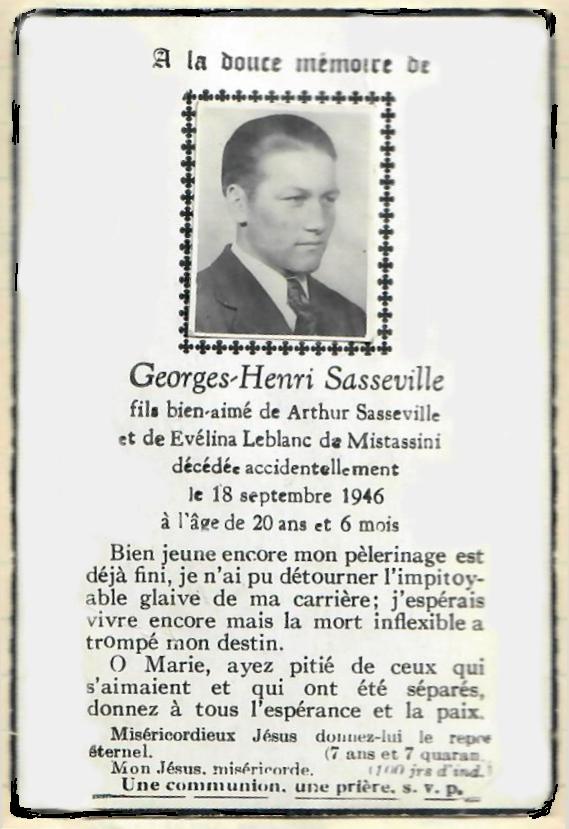 A la douce mémoire de
Georges-Henri Sasseville
fils bien-aimé de Arthur Sasseville
et de Evélina Leblanc de Mistassini
décédée accidentellement
le 18 septembre 1946
à l'âge de 20 ans et 6 mois
Bien jeune encore mon pèlerinage est
déjà fini, je n'ai pu détourner l'impitoy-
able glaive de ma carrière; j'espérais
vivre encore mais la mort inflexible a
trompé mon destin.
O Marie, ayez pitié de ceux qui
s'aimaient et qui ont été séparés,
donnez à tous l'espérance et la paix.
Miséricordieux Jésus donnez-lui le repos
éternel. (7 ans et 7 quaran.
Mon Jésus, miséricorde. (100 jrs d'ind.)
Une communion, une prière, s. v. p.